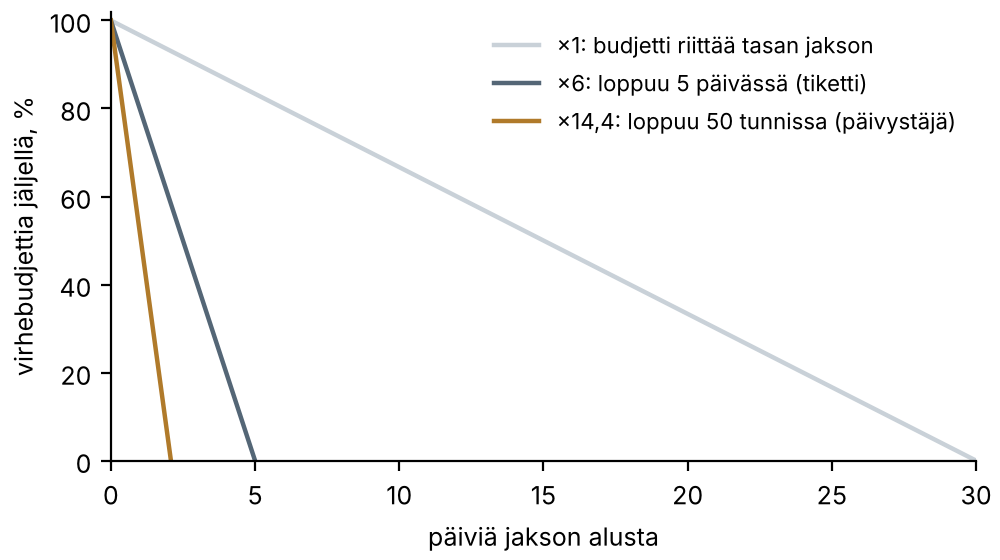 ×1: budjetti riittää tasan jakson
×6: loppuu 5 päivässä (tiketti)
×14,4: loppuu 50 tunnissa (päivystäjä)
virhebudjettia jäljellä, %
100
80
60
40
20
0
0 5 10 15 20 25 30
päiviä jakson alusta